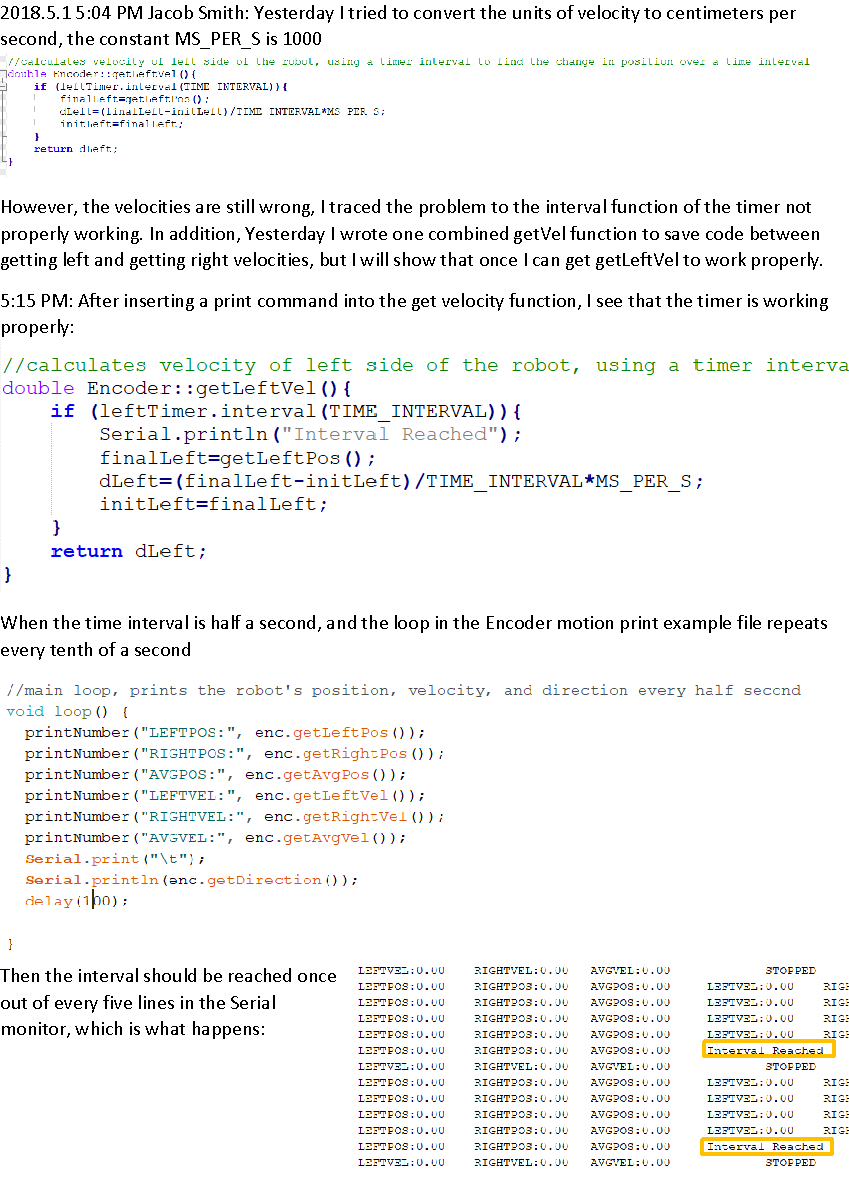 2018.5.1 5:04 PM Jacob Smith: Yesterday I tried to convert the units of velocity to centimeters per
second, the constant MS_PER_S is 1000
//calculates velocity of left side of the robot, using a timer interval to find the change in position over a time interval
double Encoder::getLeftVel(){
if (leftTimer.interval(TIME_INTERVAL)){
finalLeft=getLeftPos();
dLeft=(finalLeft-initLeft)/TIME_INTERVAL*MS_PER_S;
initLeft=finalLeft;
}
return dLeft;
}
However, the velocities are still wrong, I traced the problem to the interval function of the timer not
properly working. In addition, Yesterday I wrote one combined getVel function to save code between
getting left and getting right velocities, but I will show that once I can get getLeftVel to work properly.
5:15 PM: After inserting a print command into the get velocity function, I see that the timer is working
properly:
//calculates velocity of left side of the robot, using a timer interva
double Encoder::getLeftVel(){
if (leftTimer.interval(TIME_INTERVAL)){
Serial.println("Interval Reached");
finalLeft=getLeftPos();
dLeft=(finalLeft-initLeft)/TIME_INTERVAL*MS_PER_S;
initLeft=finalLeft;
}
return dLeft;
}
When the time interval is half a second, and the loop in the Encoder motion print example file repeats
every tenth of a second
//main loop, prints the robot's position, velocity, and direction every half second
void loop() {
printNumber("LEFTPOS:", enc.getLeftPos());
printNumber("RIGHTPOS:", enc.getRightPos());
printNumber("AVGPOS:", enc.getAvgPos());
printNumber("LEFTVEL:", enc.getLeftVel());
printNumber("RIGHTVEL:", enc.getRightVel());
printNumber("AVGVEL:", enc.getAvgVel());
Serial.print("\t");
Serial.println(enc.getDirection());
delay(100);
}
Then the interval should be reached once
out of every five lines in the Serial
monitor, which is what happens:
LEFTVEL:0.00 RIGHTVEL:0.00 AVGVEL:0.00 STOPPED
LEFTPOS:0.00 RIGHTPOS:0.00 AVGPOS:0.00 LEFTVEL:0.00 RIGH
LEFTPOS:0.00 RIGHTPOS:0.00 AVGPOS:0.00 LEFTVEL:0.00 RIGH
LEFTPOS:0.00 RIGHTPOS:0.00 AVGPOS:0.00 LEFTVEL:0.00 RIGH
LEFTPOS:0.00 RIGHTPOS:0.00 AVGPOS:0.00 LEFTVEL:0.00 RIGH
LEFTPOS:0.00 RIGHTPOS:0.00 AVGPOS:0.00 Interval Reached
LEFTVEL:0.00 RIGHTVEL:0.00 AVGVEL:0.00 STOPPED
LEFTPOS:0.00 RIGHTPOS:0.00 AVGPOS:0.00 LEFTVEL:0.00 RIGH
LEFTPOS:0.00 RIGHTPOS:0.00 AVGPOS:0.00 LEFTVEL:0.00 RIGH
LEFTPOS:0.00 RIGHTPOS:0.00 AVGPOS:0.00 LEFTVEL:0.00 RIGH
LEFTPOS:0.00 RIGHTPOS:0.00 AVGPOS:0.00 LEFTVEL:0.00 RIGH
LEFTPOS:0.00 RIGHTPOS:0.00 AVGPOS:0.00 Interval Reached
LEFTVEL:0.00 RIGHTVEL:0.00 AVGVEL:0.00 STOPPED